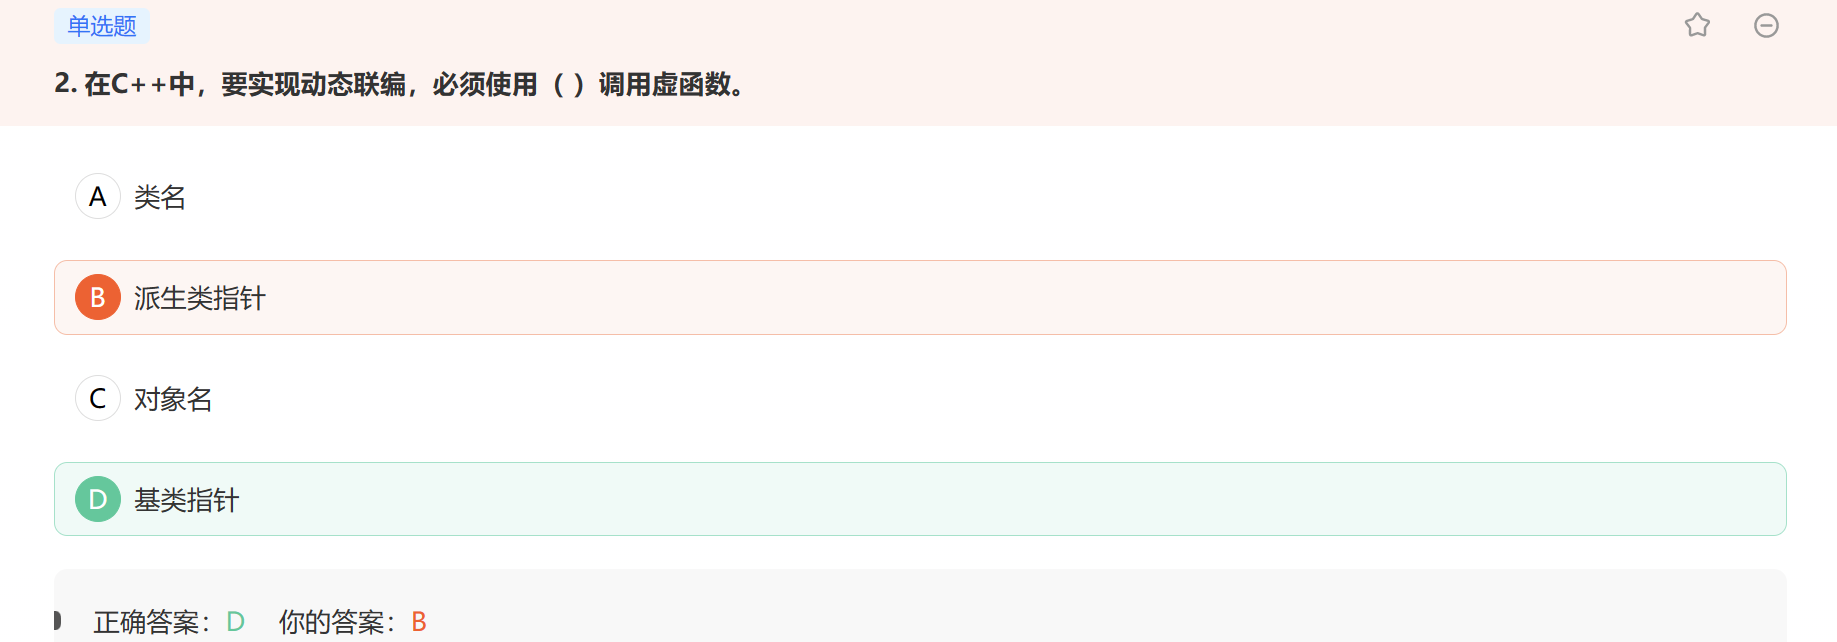 单选题
2. 在C++中，要实现动态联编，必须使用（ ）调用虚函数。
A 类名
B 派生类指针
C 对象名
D 基类指针
正确答案：D 你的答案：B